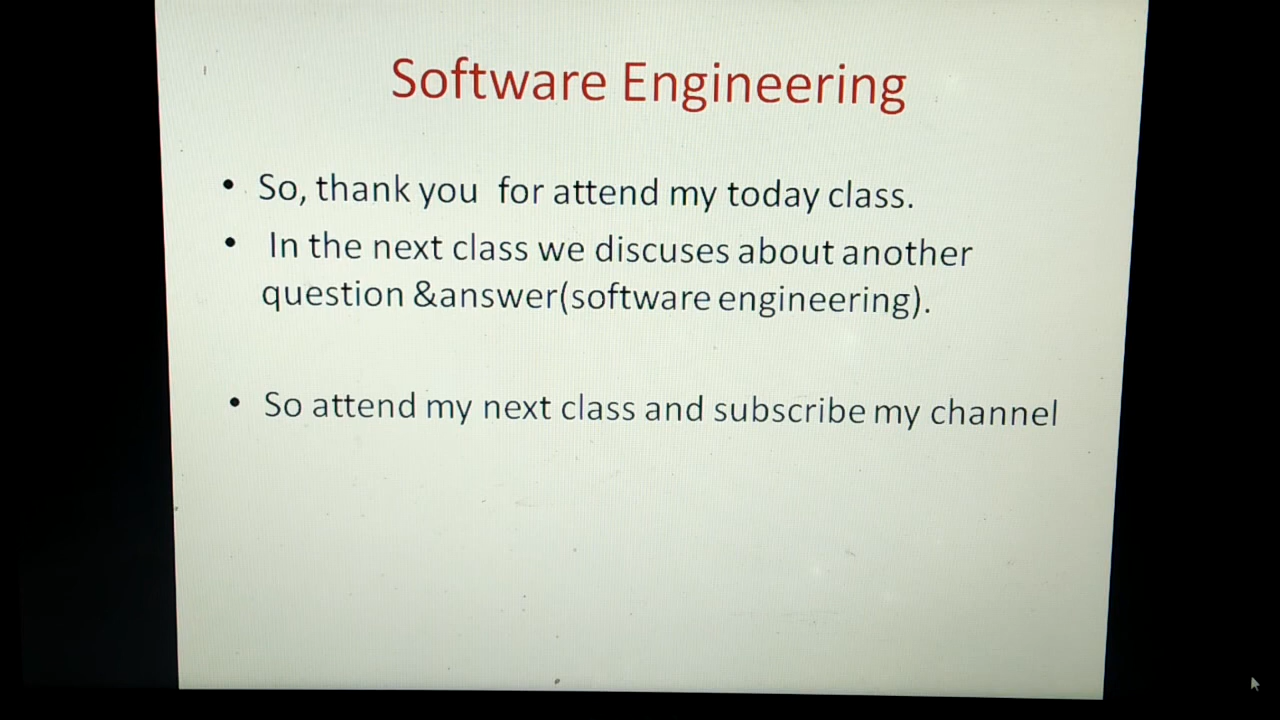 Software Engineering
• So, thank you for attend my today class.
• In the next class we discuses about another
question &answer(software engineering).
• So attend my next class and subscribe my channel